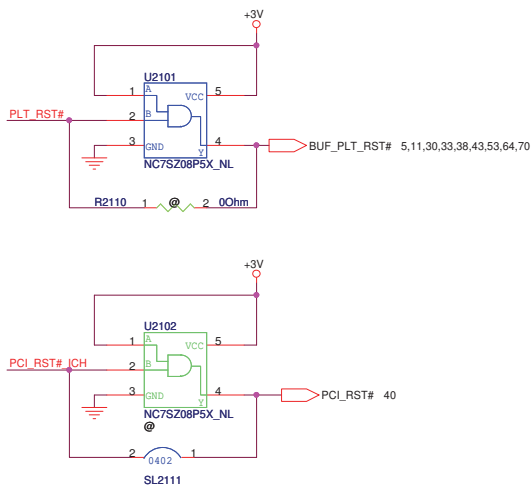 +3V
U2101
1 A VCC 5
PLT_RST# 2 B
3 GND Y 4 BUF_PLT_RST# 5,11,30,33,38,43,53,64,70
NC7SZ08P5X_NL
R2110 1 @ 2 0Ohm
+3V
U2102
1 A VCC 5
PCI_RST#_ICH 2 B
3 GND Y 4 PCI_RST# 40
NC7SZ08P5X_NL
@
2 0402 1
SL2111